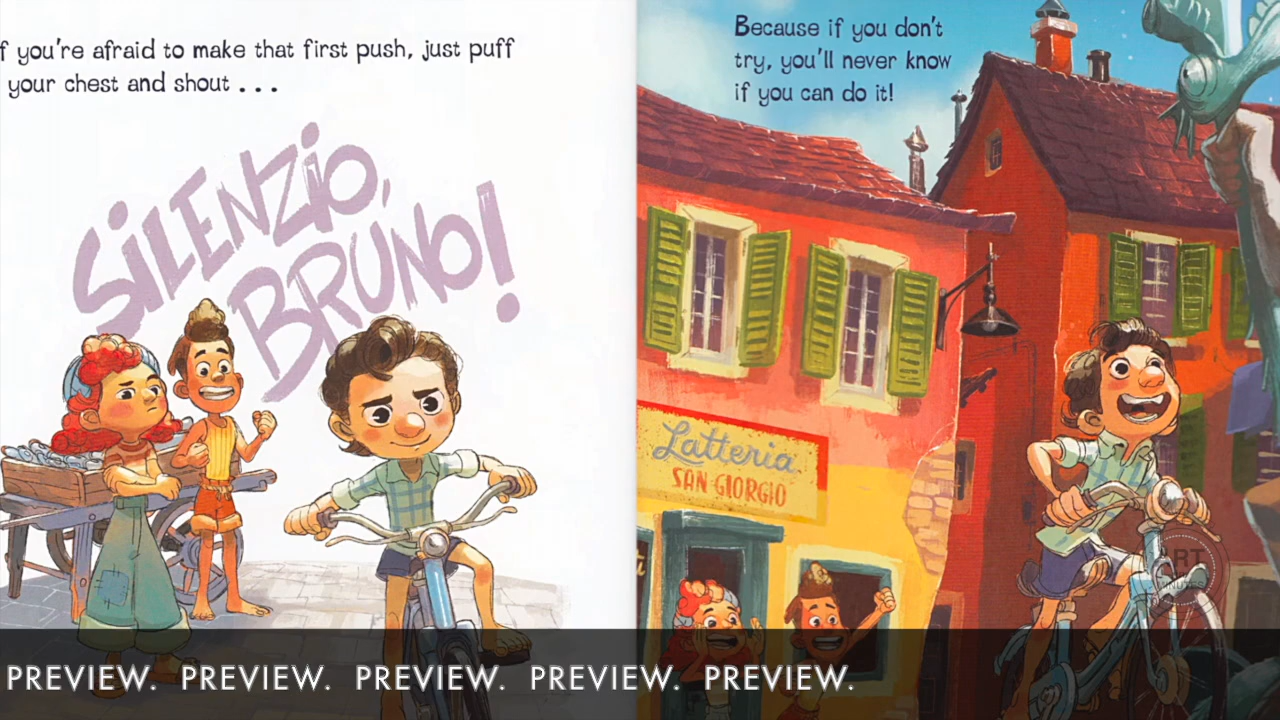 f you're afraid to make that first push, just puff
your chest and shout . . .
SILENZIO,
BRUNO!
Because if you don't
try, you'll never know
if you can do it!
Latteria
SAN GIORGIO
PREVIEW. PREVIEW. PREVIEW. PREVIEW. PREVIEW.